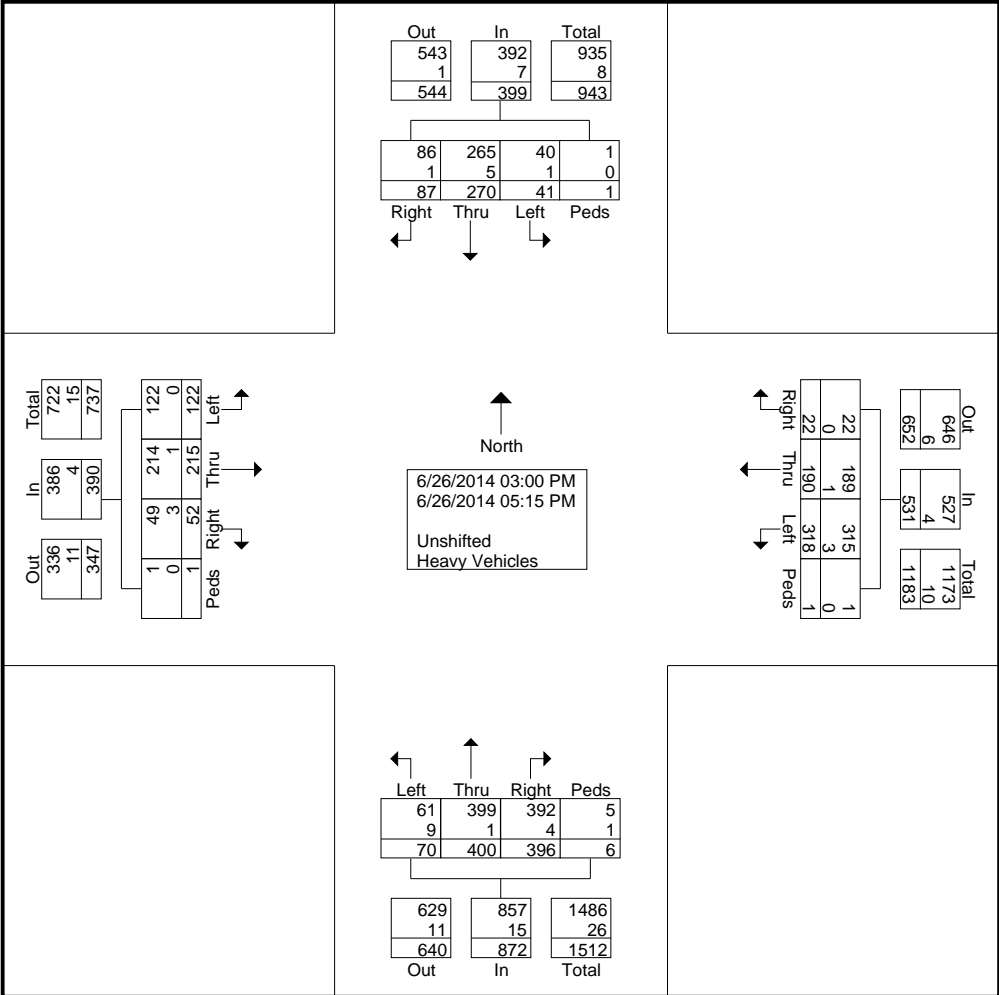 Out In Total
543 392 935
1 7 8
544 399 943
86 265 40 1
1 5 1 0
87 270 41 1
Right Thru Left Peds
Total
722
15
737
In
386
4
390
Out
336
11
347
122 0 122 Left
214 1 215 Thru
49 3 52 Right
1 0 1 Peds
North
6/26/2014 03:00 PM
6/26/2014 05:15 PM
Unshifted
Heavy Vehicles
Right 22 0 22
Thru 190 1 189
Left 318 3 315
Peds 1 0 1
Out
646
6
652
In
527
4
531
Total
1173
10
1183
Left Thru Right Peds
61 399 392 5
9 1 4 1
70 400 396 6
629 857 1486
11 15 26
640 872 1512
Out In Total